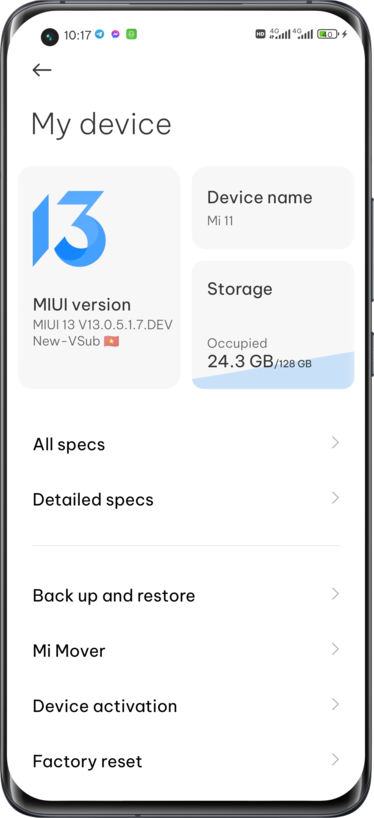 10:17 HD 4G 4G 40
My device
13
MIUI version
MIUI 13 V13.0.5.1.7.DEV
New-VSub 🇻🇳
Device name
Mi 11
Storage
Occupied
24.3 GB/128 GB
All specs
Detailed specs
Back up and restore
Mi Mover
Device activation
Factory reset